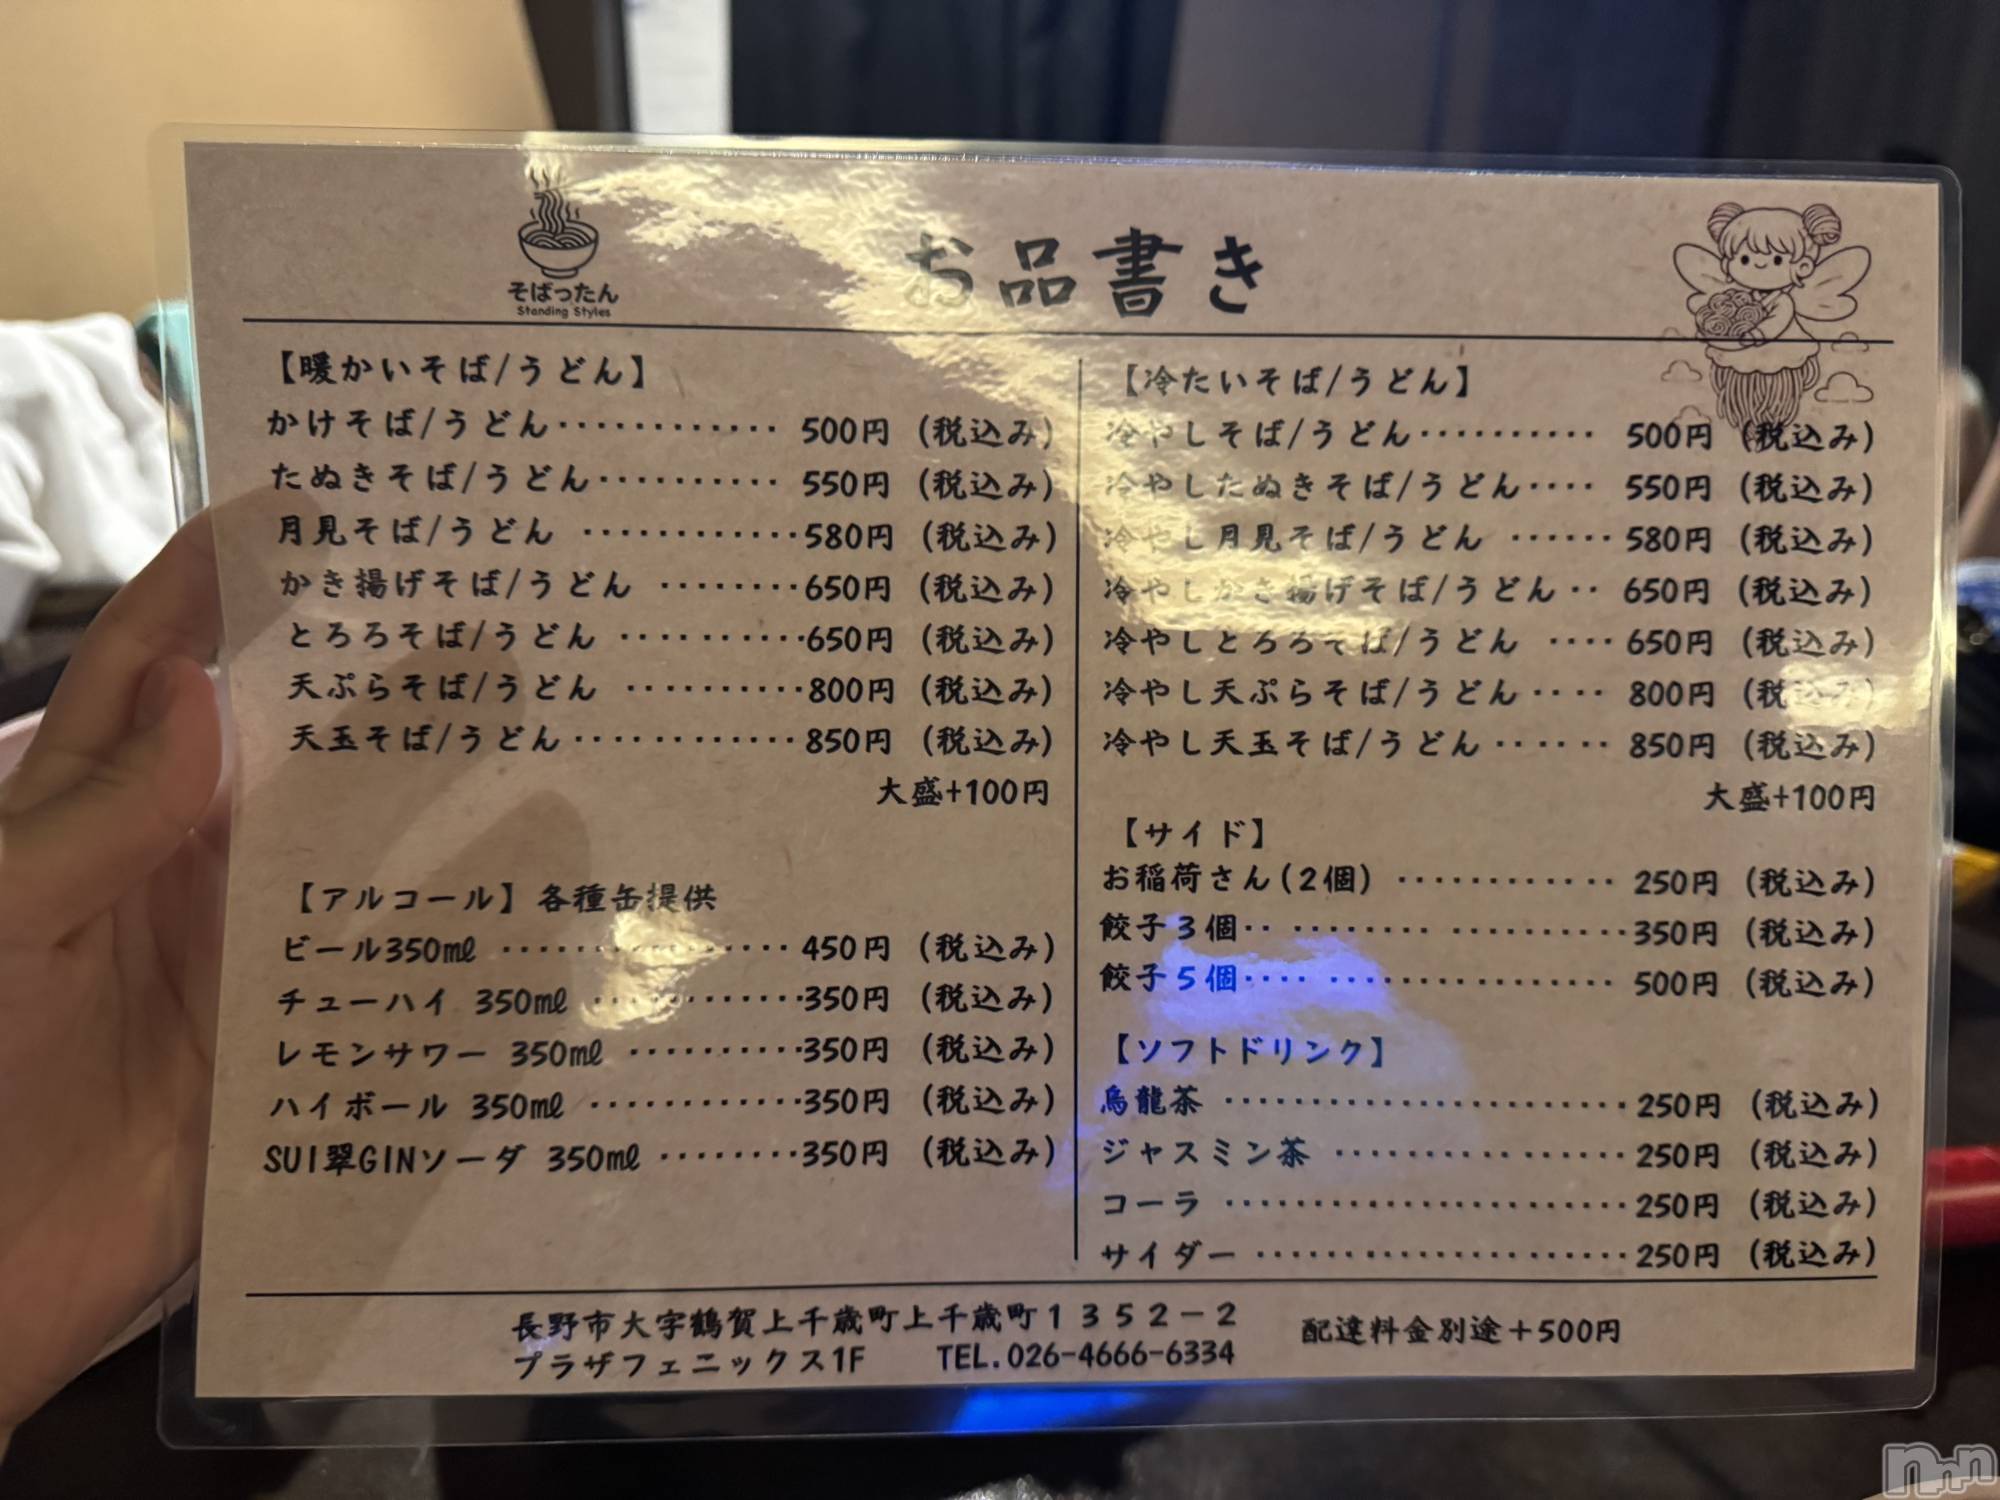 そばったん
Standing Styles
お品書き
【暖かいそば/うどん】
かけそば/うどん············ 500円 (税込み)
たぬきそば/うどん·········· 550円 (税込み)
月見そば/うどん ············580円 (税込み)
かき揚げそば/うどん ········650円 (税込み)
とろろそば/うどん ··········650円 (税込み)
天ぷらそば/うどん ··········800円 (税込み)
天玉そば/うどん············850円 (税込み)
大盛+100円
【アルコール】各種缶提供
ビール350㎖ ················450円 (税込み)
チューハイ 350㎖ ············350円 (税込み)
レモンサワー 350㎖ ··········350円 (税込み)
ハイボール 350㎖ ············350円 (税込み)
SUI翠GINソーダ 350㎖ ········350円 (税込み)
【冷たいそば/うどん】
冷やしそば/うどん·········· 500円 (税込み)
冷やしたぬきそば/うどん···· 550円 (税込み)
冷やし月見そば/うどん ······580円 (税込み)
冷やしかき揚げそば/うどん ·· 650円 (税込み)
冷やしとろろそば/うどん ····650円 (税込み)
冷やし天ぷらそば/うどん···· 800円 (税込み)
冷やし天玉そば/うどん ······ 850円 (税込み)
大盛+100円
【サイド】
お稲荷さん(2個) ············ 250円 (税込み)
餃子３個·· ········ ··········350円 (税込み)
餃子５個···· ················ 500円 (税込み)
【ソフトドリンク】
烏龍茶 ························250円 (税込み)
ジャスミン茶 ··················250円 (税込み)
コーラ ························250円 (税込み)
サイダー ······················250円 (税込み)
長野市大字鶴賀上千歳町上千歳町１３５２－２
プラザフェニックス1F TEL.026-4666-6334
配達料金別途＋500円
nnn